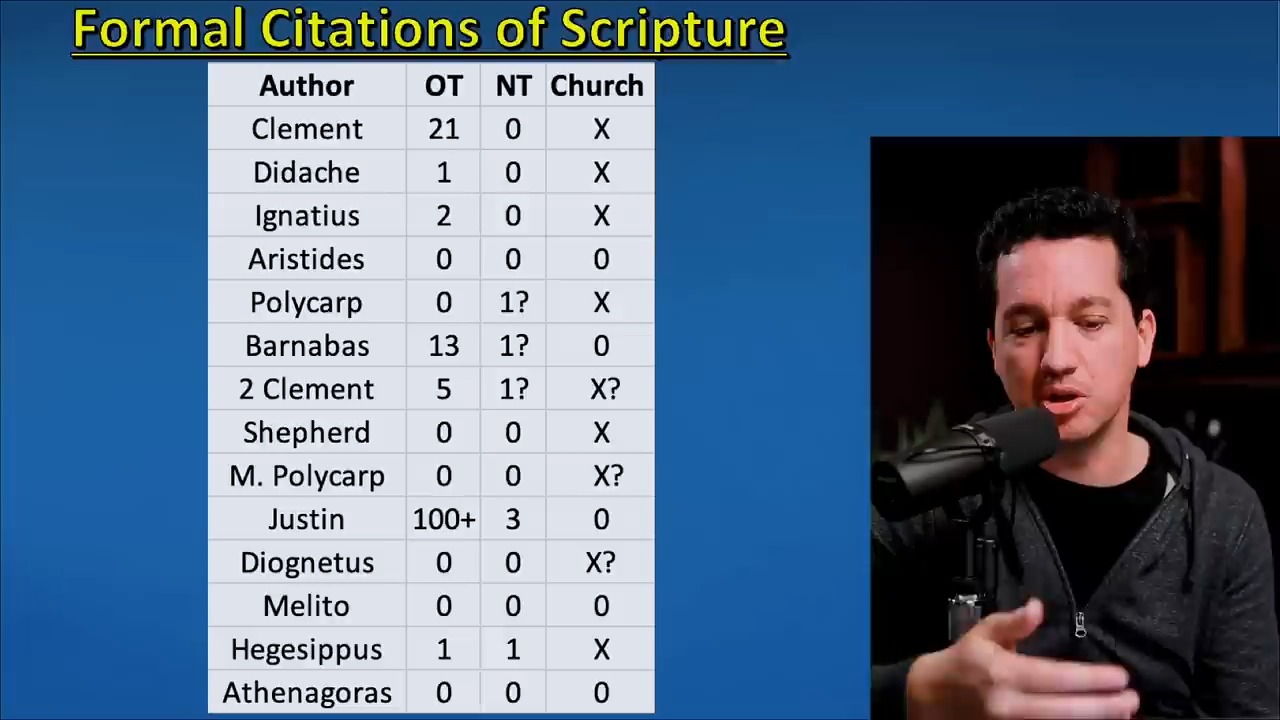 Formal Citations of Scripture
Author OT NT Church
Clement 21 0 X
Didache 1 0 X
Ignatius 2 0 X
Aristides 0 0 0
Polycarp 0 1? X
Barnabas 13 1? 0
2 Clement 5 1? X?
Shepherd 0 0 X
M. Polycarp 0 0 X?
Justin 100+ 3 0
Diognetus 0 0 X?
Melito 0 0 0
Hegesippus 1 1 X
Athenagoras 0 0 0